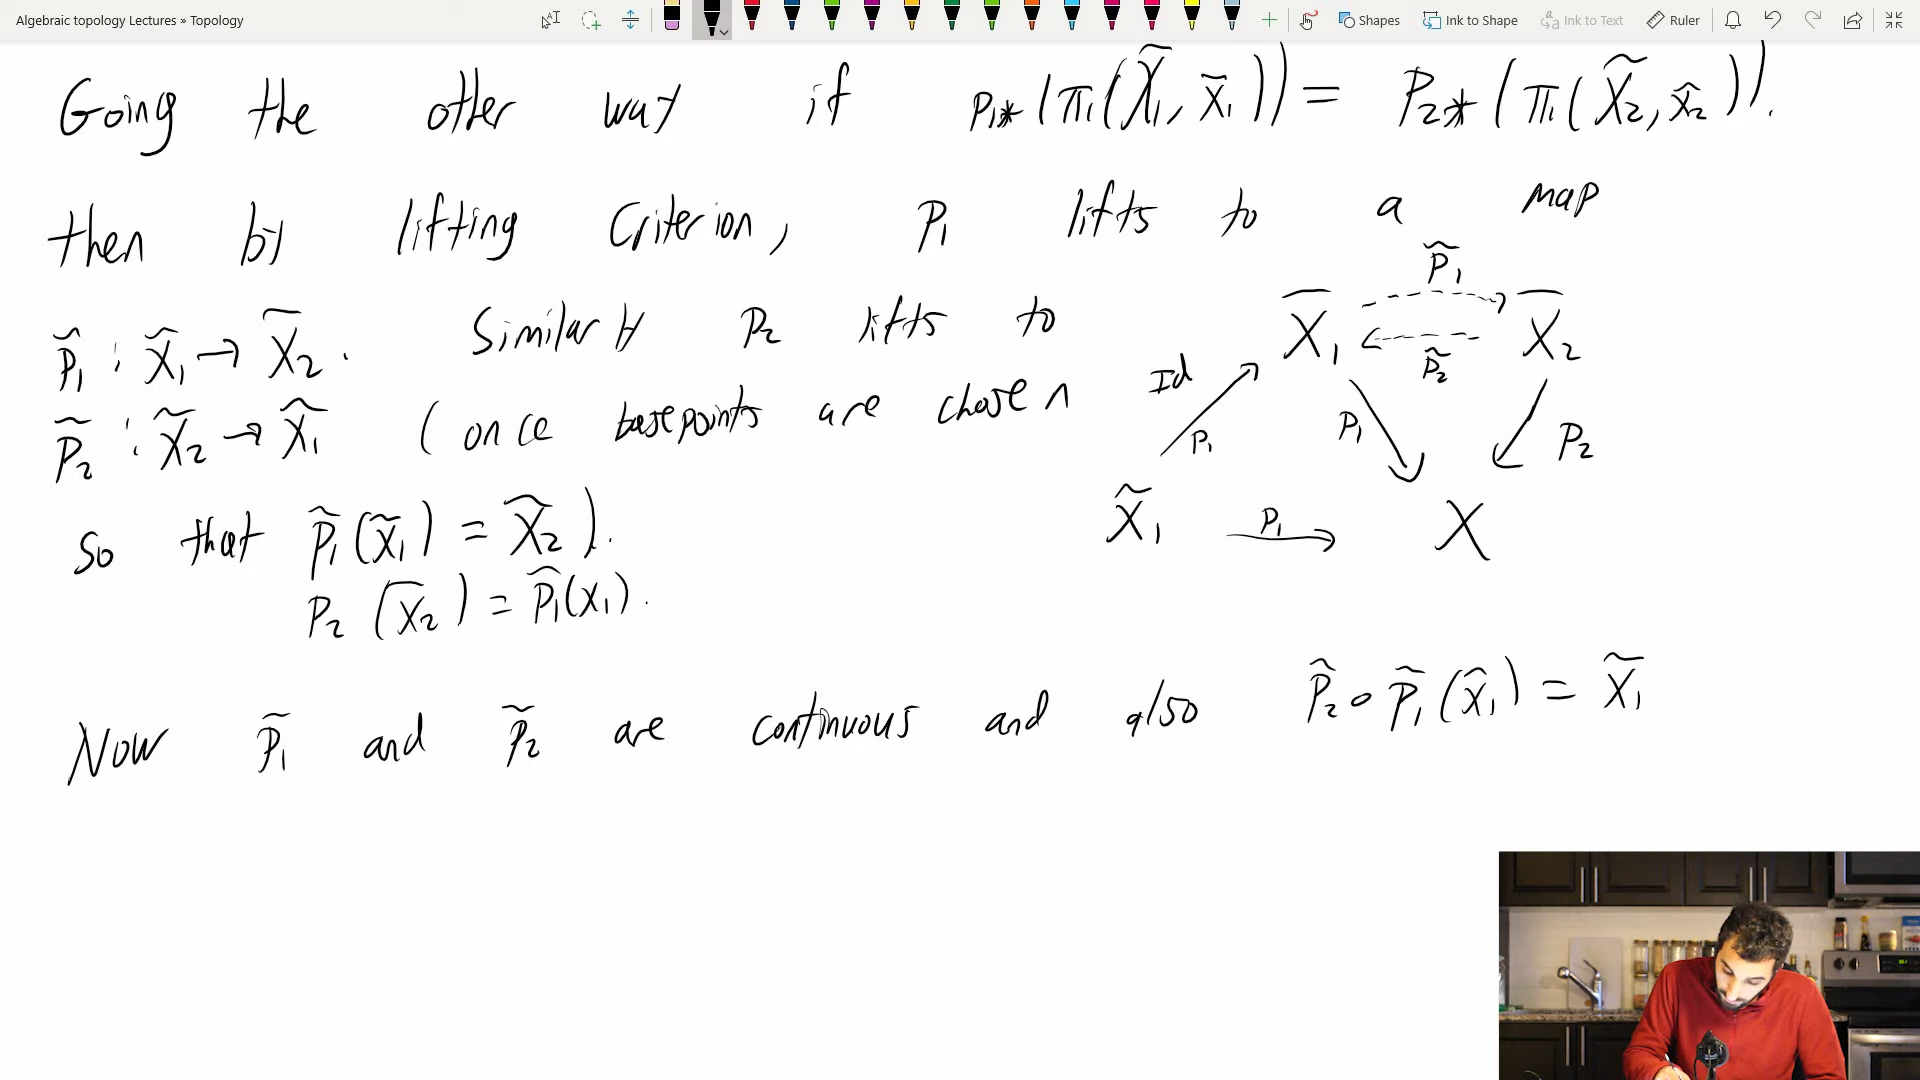 Algebraic topology Lectures » Topology
Shapes Ink to Shape Ink to Text Ruler
Going the other way if p₁*(π₁(X̃₁, x̃₁)) = P₂*(π₁(X̃₂, x̃₂)).
then by lifting Criterion, P₁ lifts to a map
p̃₁ : X̃₁ → X̃₂. Similarly P₂ lifts to
p̃₂ : X̃₂ → X̃₁ (once basepoints are chosen
So that p̃₁(x̃₁) = x̃₂).
P₂(x̃₂) = p̃₁(x₁).
p̃₁
X̃₁ X̃₂
p̃₂
Id
P₁ P₁ P₂
X̃₁ P₁ X
Now p̃₁ and p̃₂ are continuous and also p̃₂ ∘ p̃₁(x̃₁) = x̃₁